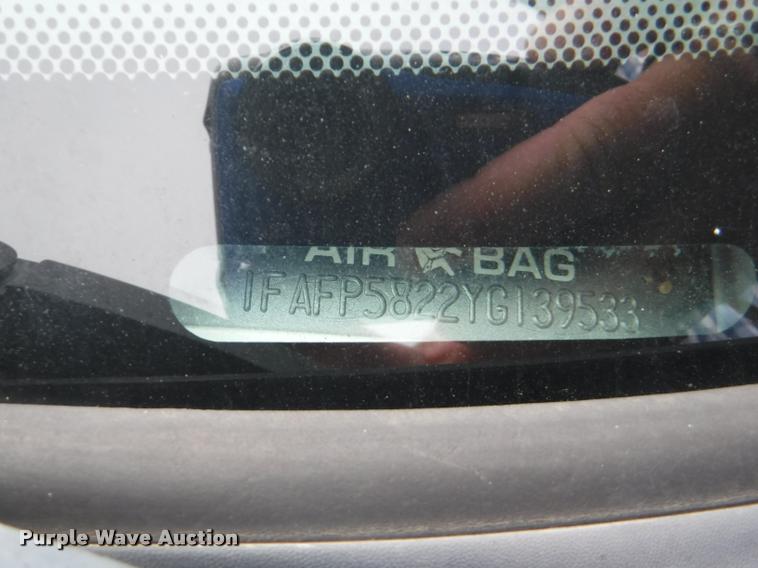 AIR BAG
1FAFP5822YG139533
Purple Wave Auction